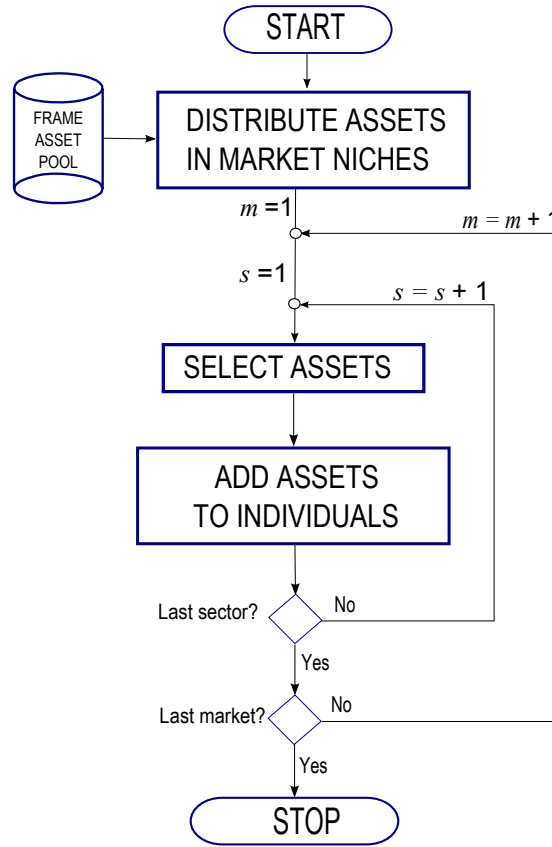 START
FRAME
ASSET
POOL
DISTRIBUTE ASSETS
IN MARKET NICHES
m =1
m = m + 1
s =1
s = s + 1
SELECT ASSETS
ADD ASSETS
TO INDIVIDUALS
Last sector?
No
Yes
Last market?
No
Yes
STOP